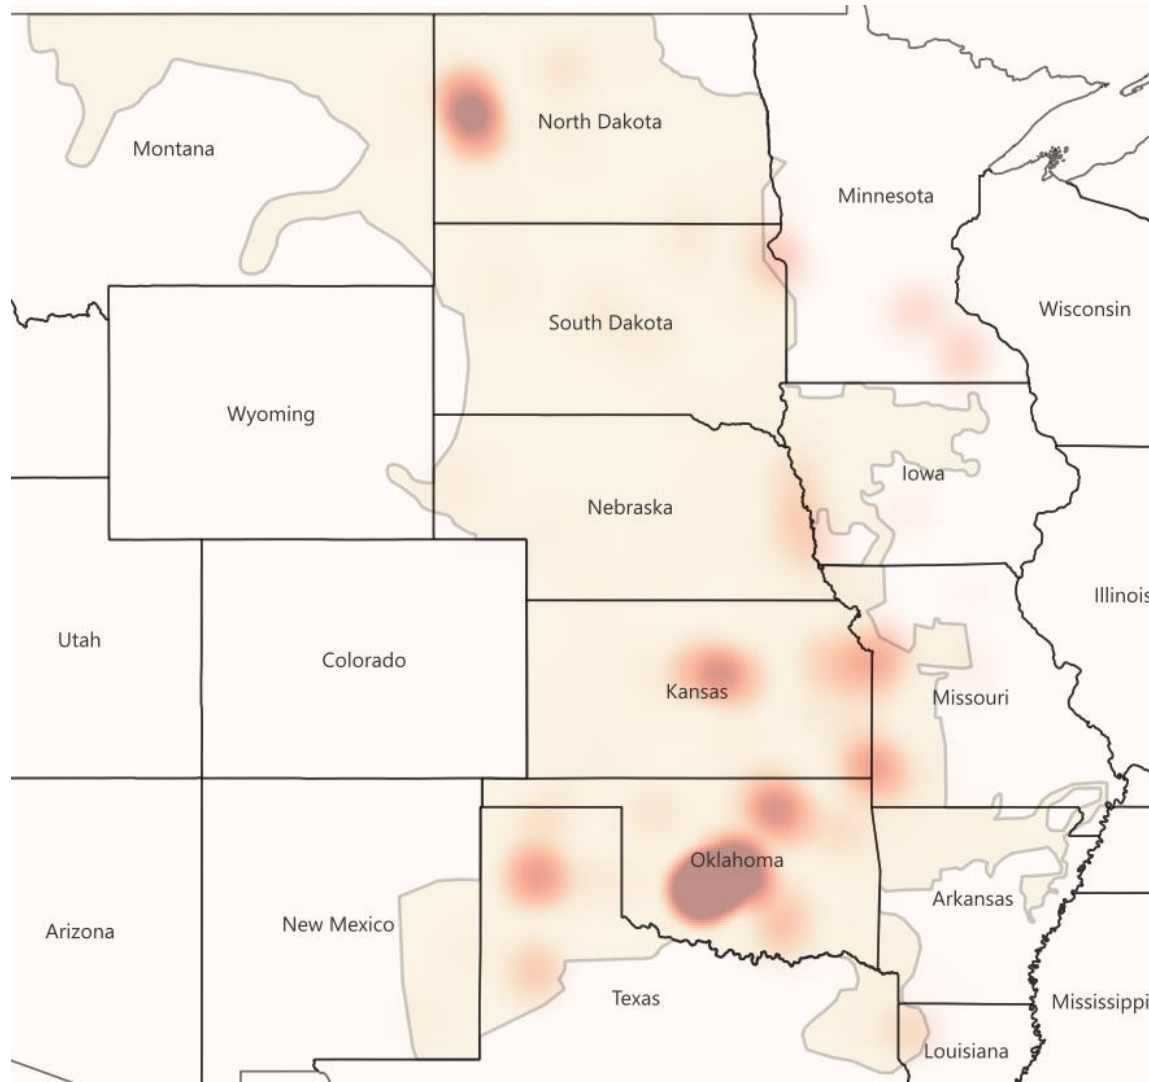 North Dakota
Montana
Minnesota
Wisconsin
South Dakota
Wyoming
Iowa
Nebraska
Illinois
Utah
Colorado
Kansas
Missouri
Oklahoma
Arkansas
New Mexico
Arizona
Texas
Mississippi
Louisiana